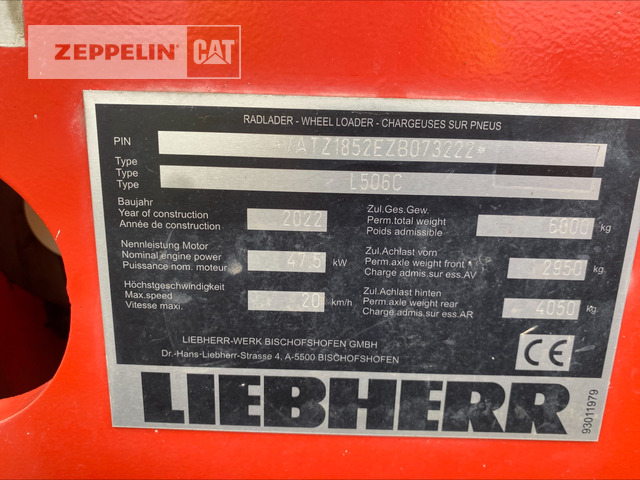 ZEPPELIN CAT
RADLADER - WHEEL LOADER - CHARGEUSES SUR PNEUS
PIN VATZ1852EZB073222*
Type
Type L506C
Baujahr
Year of construction 2022
Année de construction
Zul.Ges.Gew.
Perm.total weight kg
Poids admissible
Nennleistung Motor
Nominal engine power 47.5 kW
Puissance nom. moteur
Zul.Achlast vorn
Perm.axle weight front 2950 kg
Charge admis.sur ess.AV
Höchstgeschwindigkeit
Max.speed 20 km/h
Vitesse maxi.
Zul.Achlast hinten
Perm.axle weight rear 4050 kg
Charge admis.sur ess.AR
LIEBHERR-WERK BISCHOFSHOFEN GMBH
Dr.-Hans-Liebherr-Strasse 4, A-5500 BISCHOFSHOFEN
CE
LIEBHERR
93011979